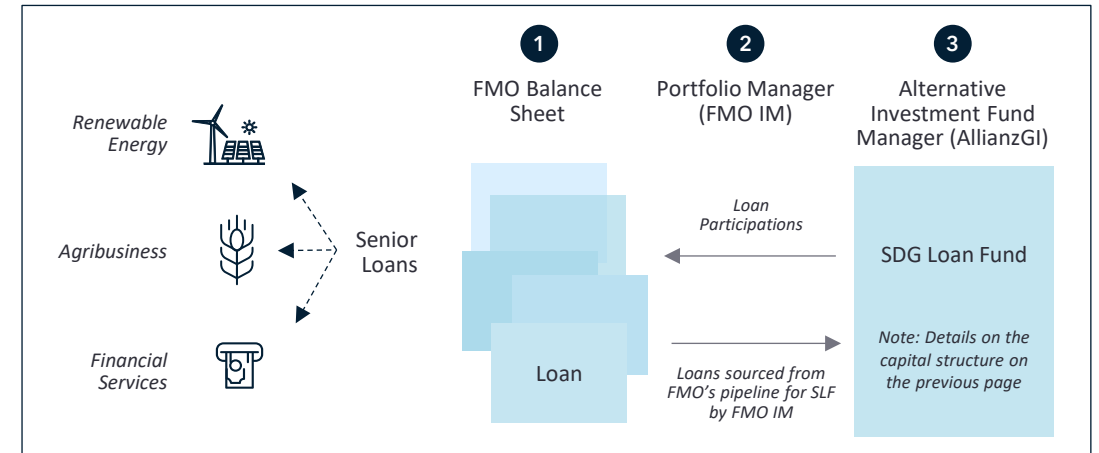 1
2
3
FMO Balance
Sheet
Portfolio Manager
(FMO IM)
Alternative
Investment Fund
Manager (AllianzGI)
Renewable
Energy
Agribusiness
Financial
Services
Senior
Loans
Loan
Loan
Participations
Loans sourced from
FMO’s pipeline for SLF
by FMO IM
SDG Loan Fund
Note: Details on the
capital structure on
the previous page